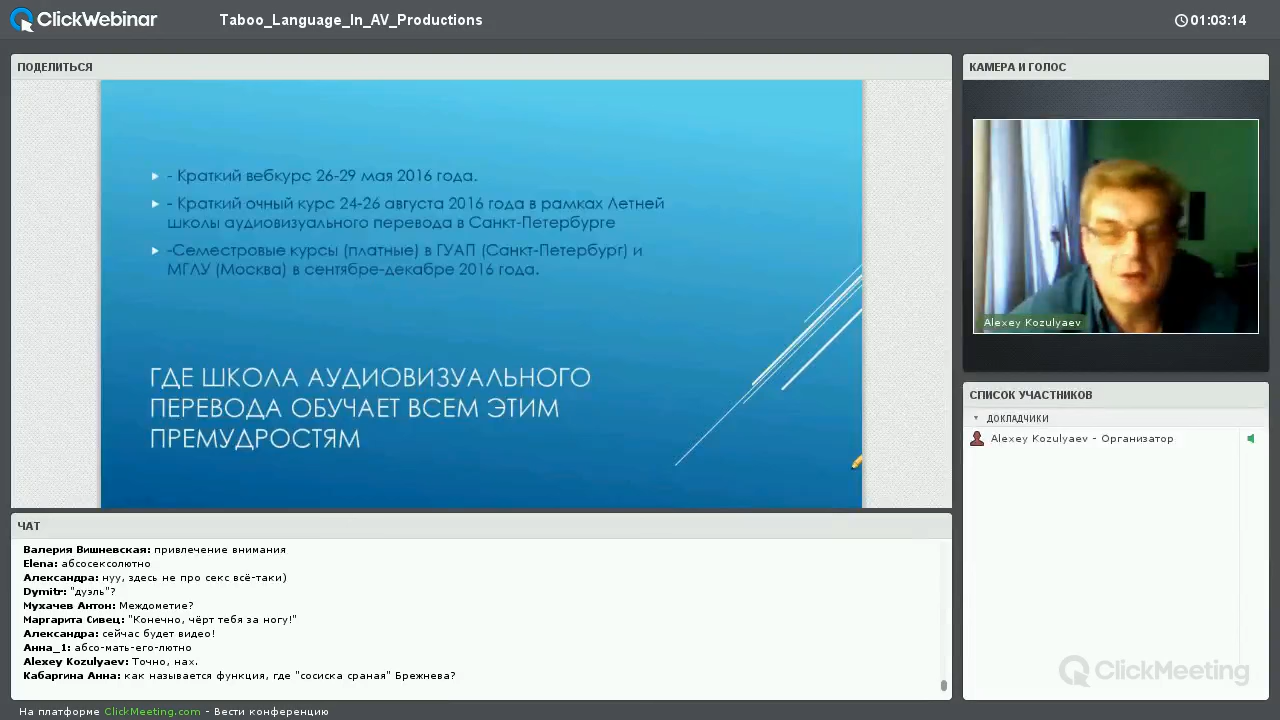 ClickWebinar
Taboo_Language_In_AV_Productions
01:03:14
ПОДЕЛИТЬСЯ
- Краткий вебкурс 26-29 мая 2016 года.
- Краткий очный курс 24-26 августа 2016 года в рамках Летней
школы аудиовизуального перевода в Санкт-Петербурге
-Семестровые курсы (платные) в ГУАП (Санкт-Петербург) и
МГЛУ (Москва) в сентябре-декабре 2016 года.
ГДЕ ШКОЛА АУДИОВИЗУАЛЬНОГО
ПЕРЕВОДА ОБУЧАЕТ ВСЕМ ЭТИМ
ПРЕМУДРОСТЯМ
КАМЕРА И ГОЛОС
Alexey Kozulyaev
СПИСОК УЧАСТНИКОВ
ДОКЛАДЧИКИ
Alexey Kozulyaev - Организатор
ЧАТ
Валерия Вишневская: привлечение внимания
Elena: абсосексолютно
Александра: нуу, здесь не про секс всё-таки)
Dymitr: "дуэль"?
Мухачев Антон: Междометие?
Маргарита Сивец: "Конечно, чёрт тебя за ногу!"
Александра: сейчас будет видео!
Анна_1: абсо-мать-его-лютно
Alexey Kozulyaev: Точно, нах.
Кабаргина Анна: как называется функция, где "сосиска сраная" Брежнева?
ClickMeeting
На платформе ClickMeeting.com - Вести конференцию